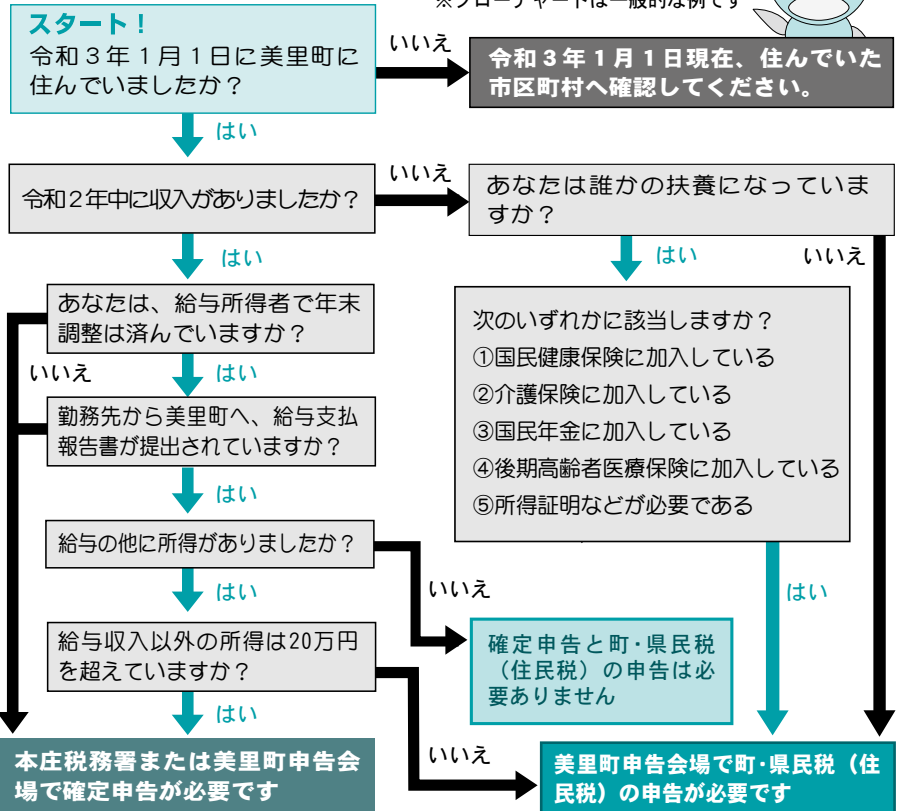 ※フローチャートは一般的な例です
スタート！
令和３年１月１日に美里町に
住んでいましたか？
いいえ
令和３年１月１日現在、住んでいた
市区町村へ確認してください。
はい
令和２年中に収入がありましたか？
いいえ
あなたは誰かの扶養になっていま
すか？
はい
はい
いいえ
あなたは、給与所得者で年末
調整は済んでいますか？
いいえ
はい
次のいずれかに該当しますか？
①国民健康保険に加入している
②介護保険に加入している
③国民年金に加入している
④後期高齢者医療保険に加入している
⑤所得証明などが必要である
勤務先から美里町へ、給与支払
報告書が提出されていますか？
はい
給与の他に所得がありましたか？
はい
いいえ
はい
給与収入以外の所得は20万円
を超えていますか？
確定申告と町・県民税
（住民税）の申告は必
要ありません
はい
いいえ
本庄税務署または美里町申告会
場で確定申告が必要です
美里町申告会場で町・県民税（住
民税）の申告が必要です